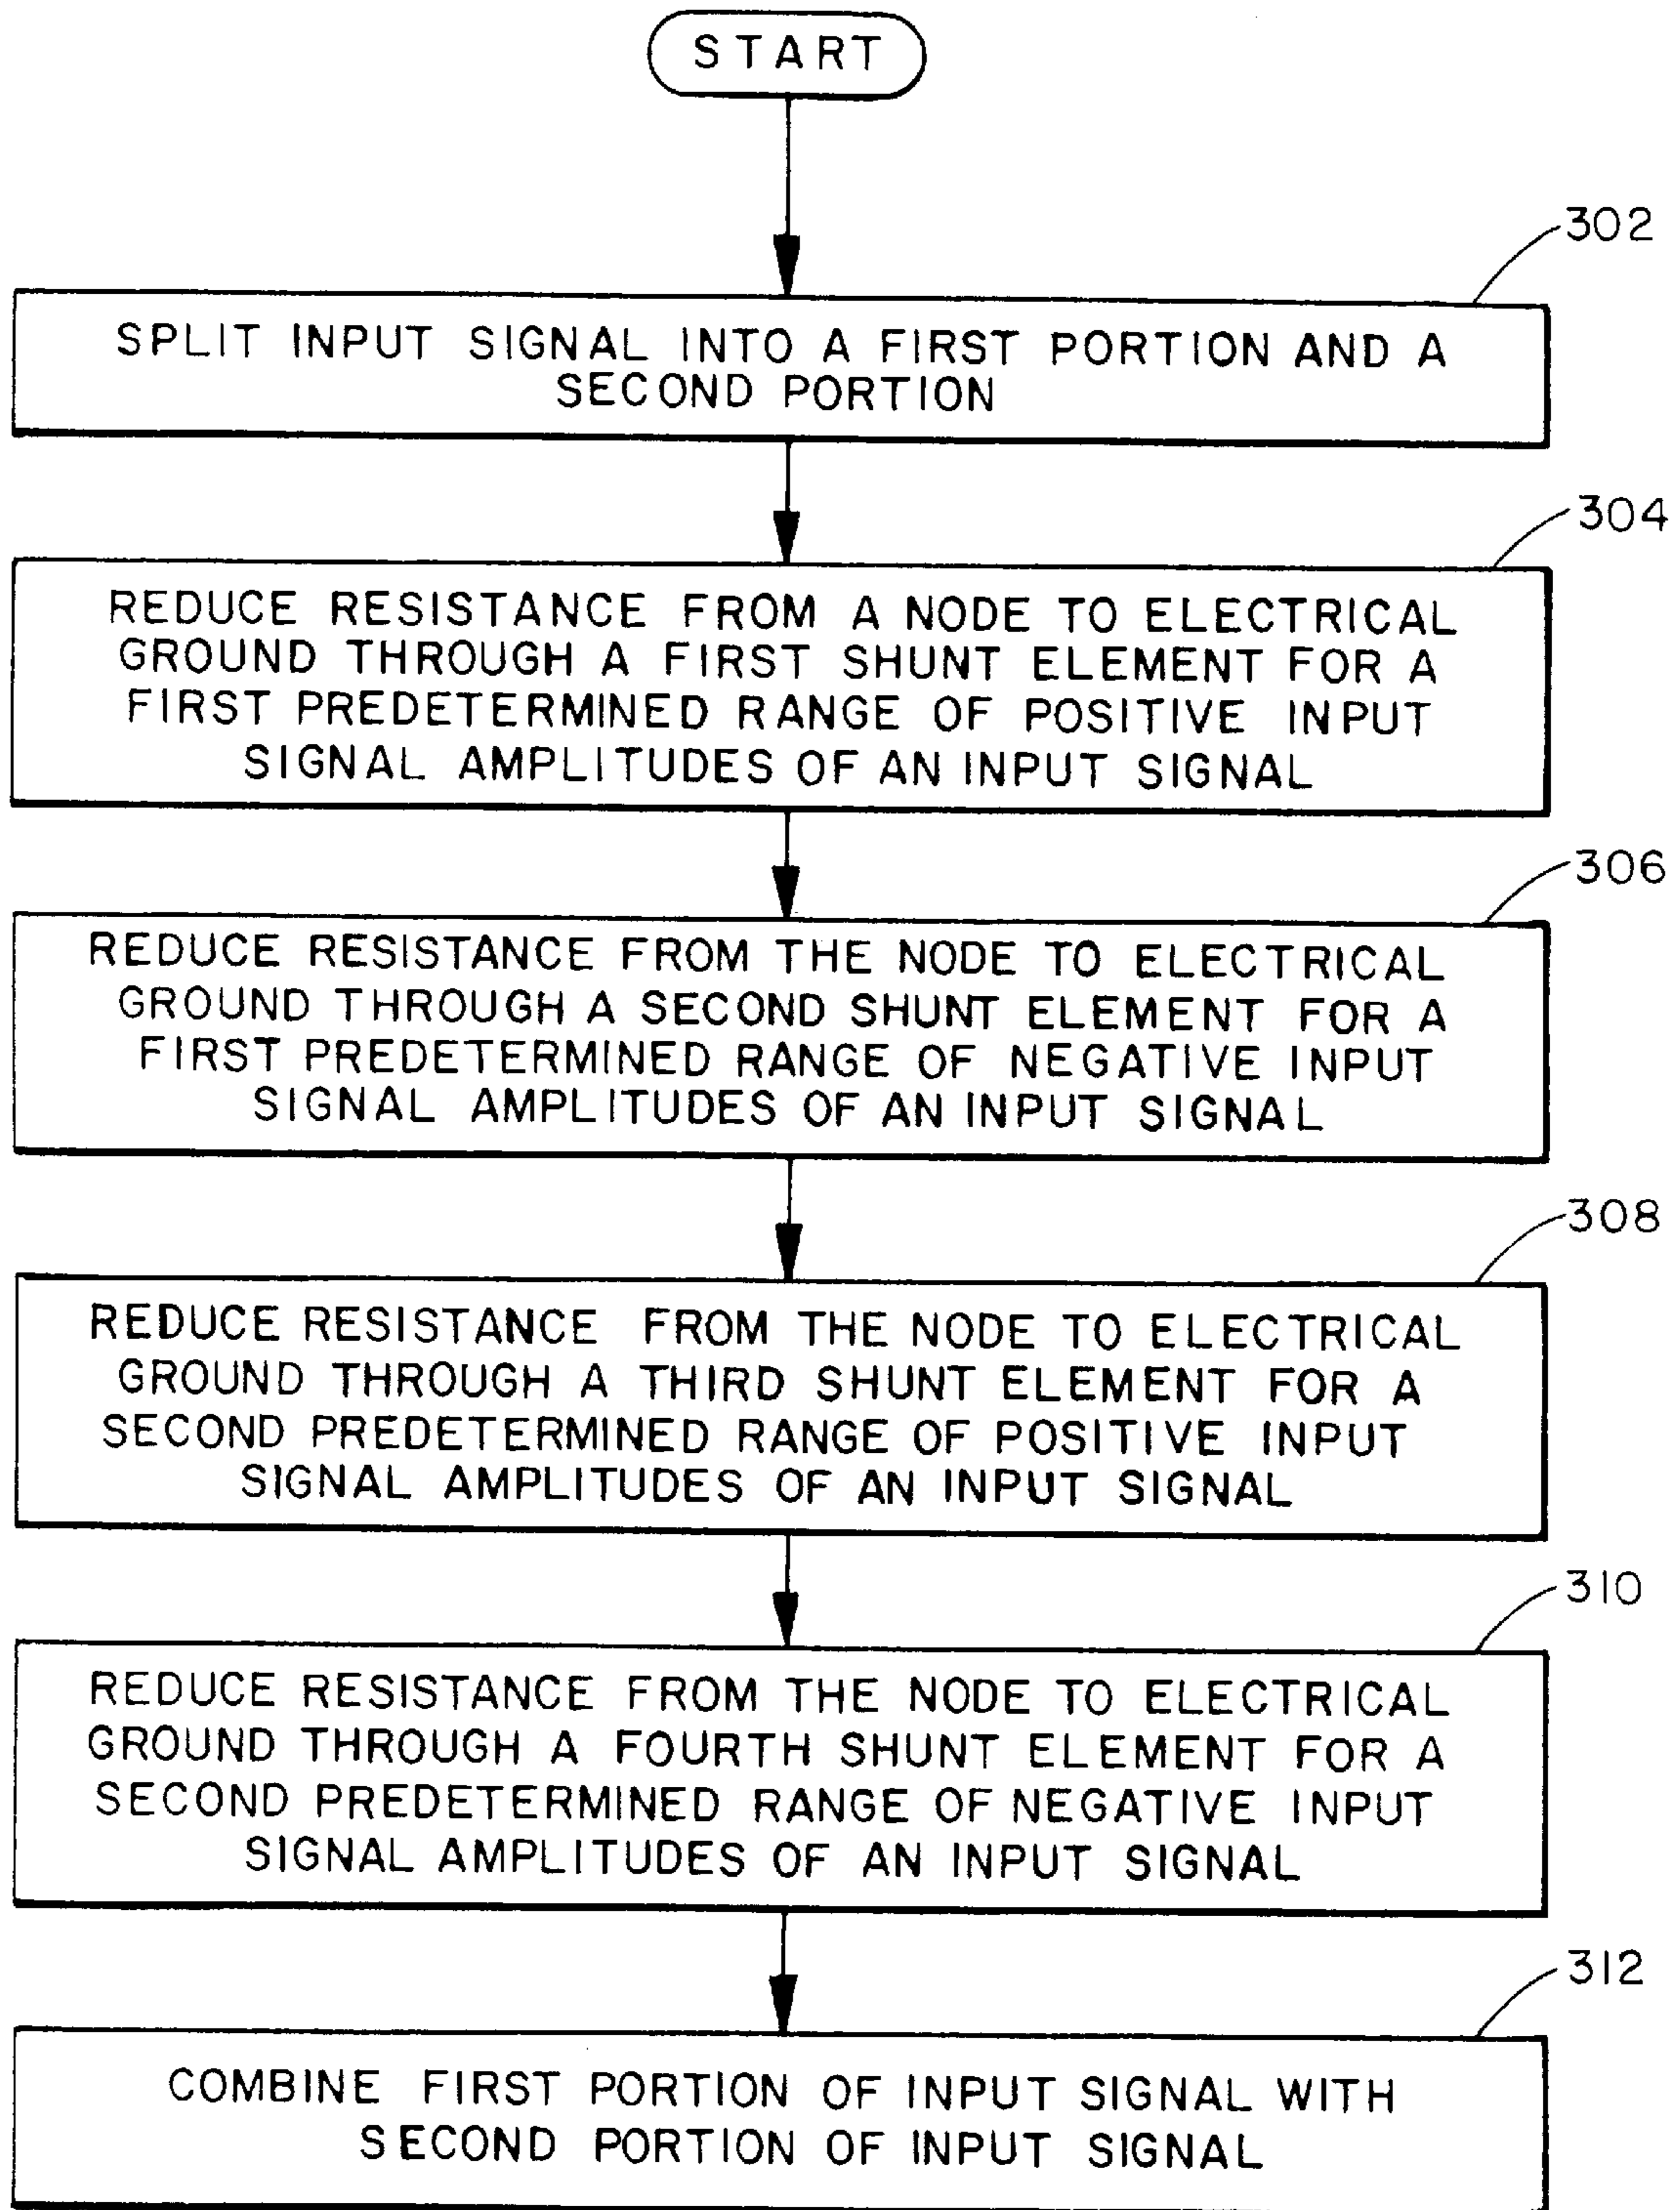 START
302
SPLIT INPUT SIGNAL INTO A FIRST PORTION AND A
SECOND PORTION
304
REDUCE RESISTANCE FROM A NODE TO ELECTRICAL
GROUND THROUGH A FIRST SHUNT ELEMENT FOR A
FIRST PREDETERMINED RANGE OF POSITIVE INPUT
SIGNAL AMPLITUDES OF AN INPUT SIGNAL
306
REDUCE RESISTANCE FROM THE NODE TO ELECTRICAL
GROUND THROUGH A SECOND SHUNT ELEMENT FOR A
FIRST PREDETERMINED RANGE OF NEGATIVE INPUT
SIGNAL AMPLITUDES OF AN INPUT SIGNAL
308
REDUCE RESISTANCE FROM THE NODE TO ELECTRICAL
GROUND THROUGH A THIRD SHUNT ELEMENT FOR A
SECOND PREDETERMINED RANGE OF POSITIVE INPUT
SIGNAL AMPLITUDES OF AN INPUT SIGNAL
310
REDUCE RESISTANCE FROM THE NODE TO ELECTRICAL
GROUND THROUGH A FOURTH SHUNT ELEMENT FOR A
SECOND PREDETERMINED RANGE OF NEGATIVE INPUT
SIGNAL AMPLITUDES OF AN INPUT SIGNAL
312
COMBINE FIRST PORTION OF INPUT SIGNAL WITH
SECOND PORTION OF INPUT SIGNAL